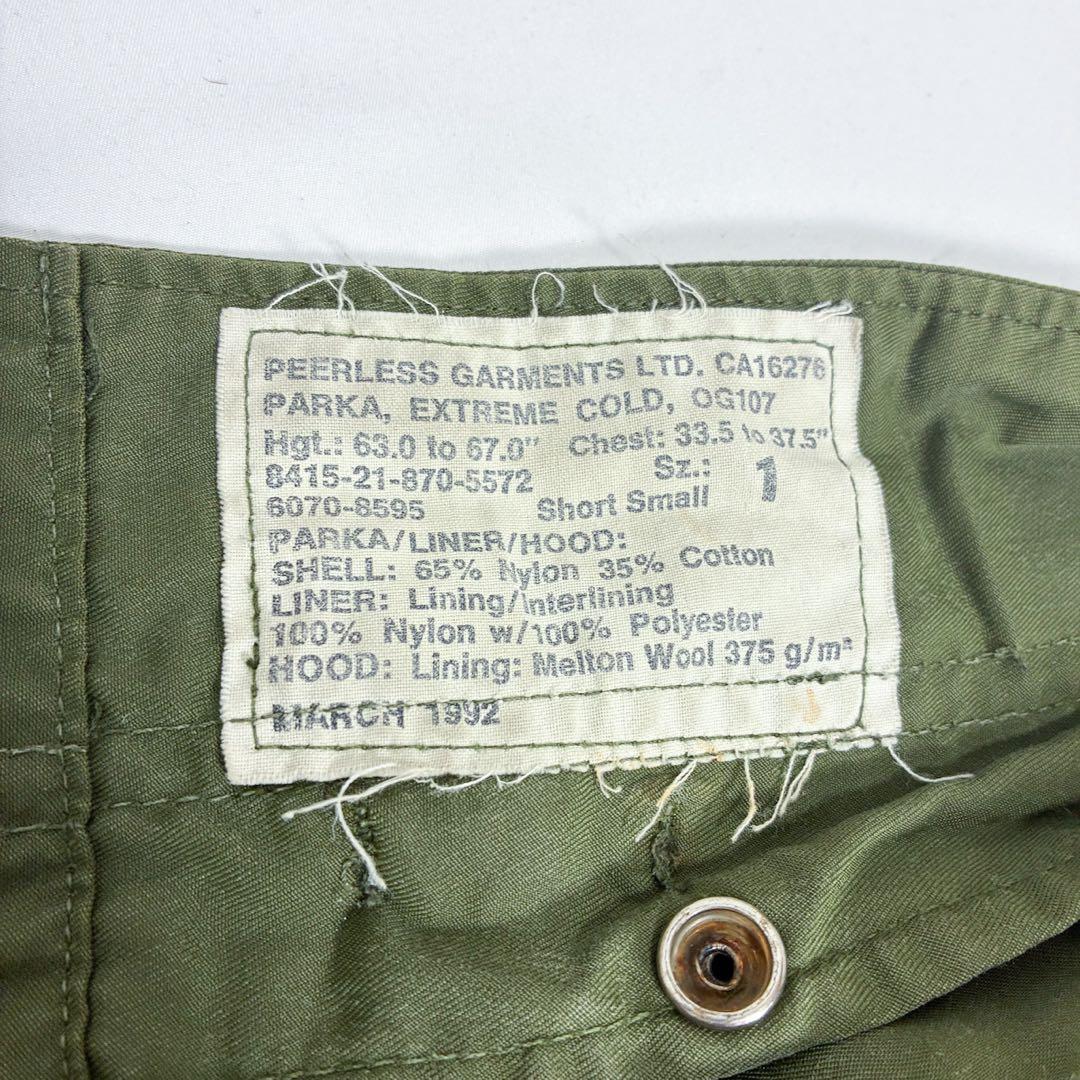 PEERLESS GARMENTS LTD. CA16276
PARKA, EXTREME COLD, OG107
Hgt.: 63.0 to 67.0" Chest: 33.5 to 37.5"
8415-21-870-5572 Sz.: 1
6070-8595 Short Small
PARKA/LINER/HOOD:
SHELL: 65% Nylon 35% Cotton
LINER: Lining/Interlining
100% Nylon w/100% Polyester
HOOD: Lining: Melton Wool 375 g/m²
MARCH 1992